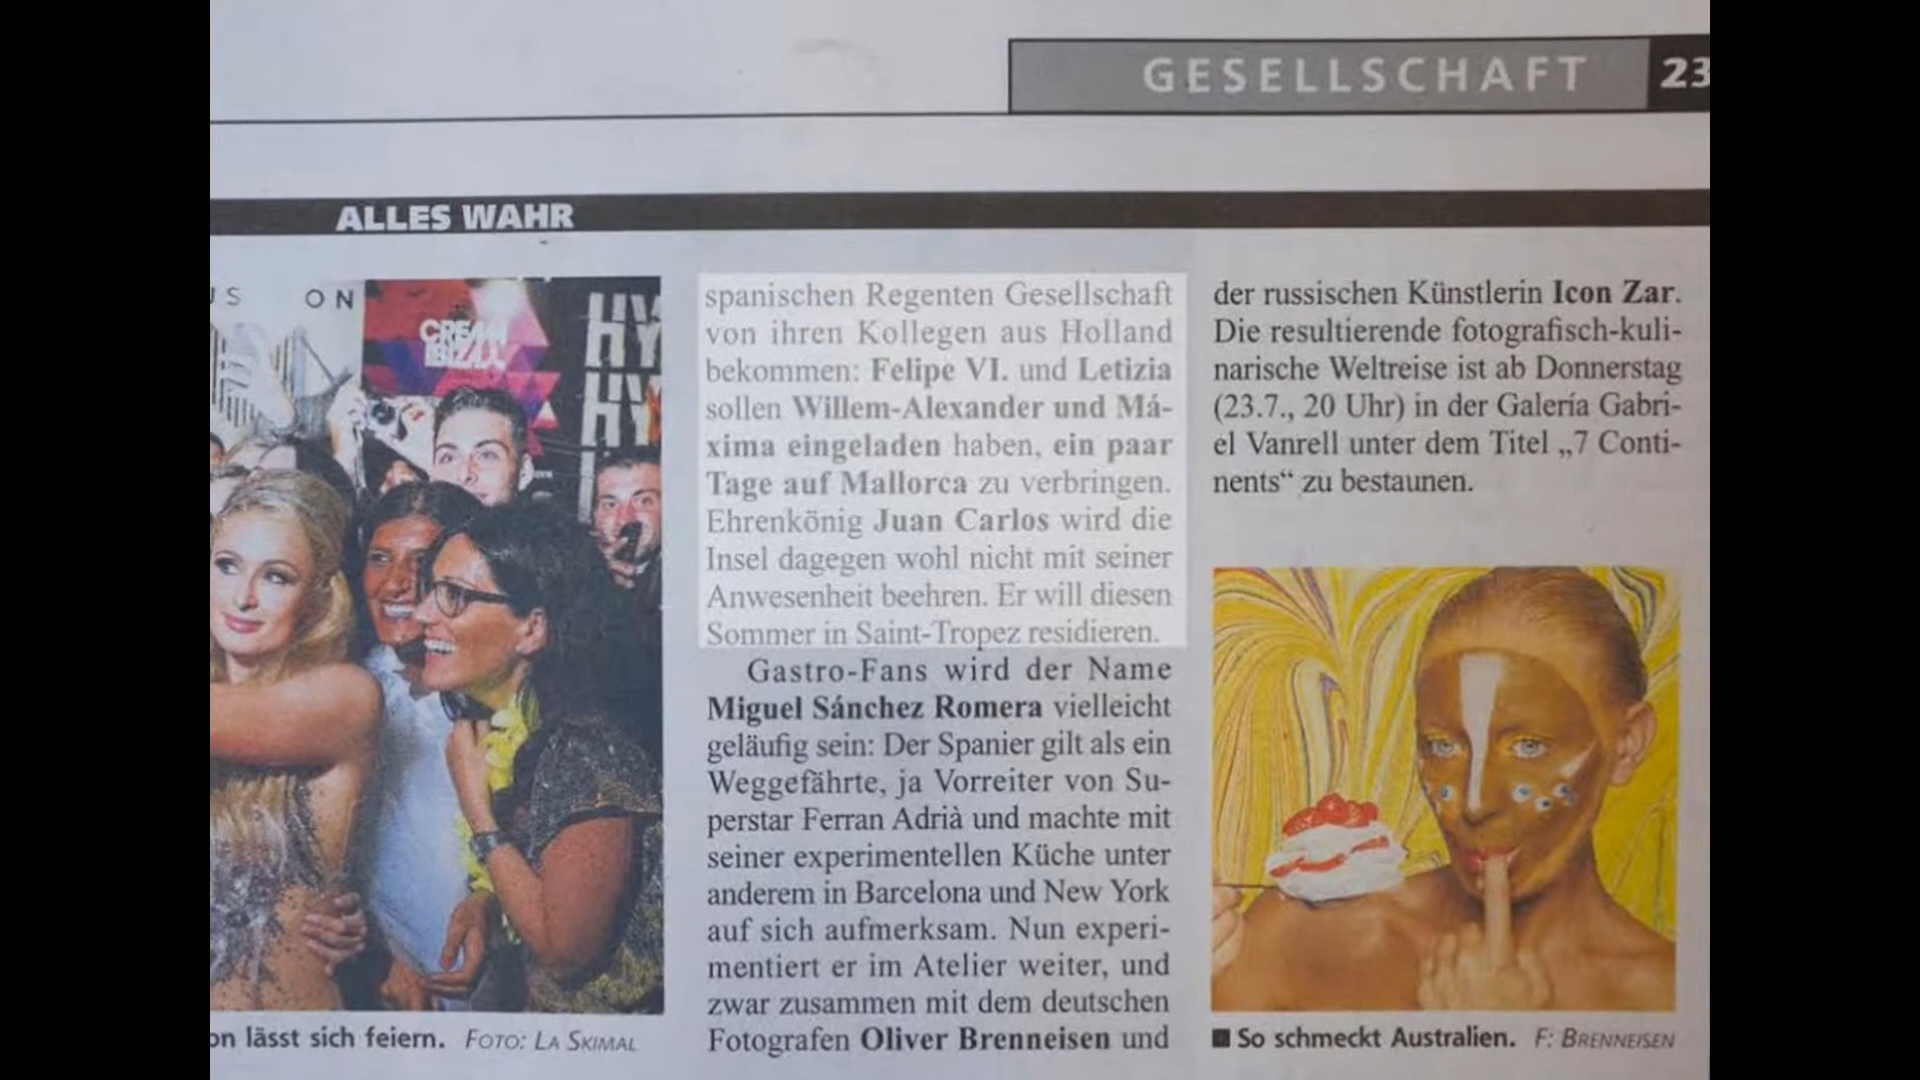 GESELLSCHAFT 23
ALLES WAHR
US ON
CREAM
IBIZA
HY
HY
on lässt sich feiern. FOTO: LA SKIMAL
spanischen Regenten Gesellschaft
von ihren Kollegen aus Holland
bekommen: Felipe VI. und Letizia
sollen Willem-Alexander und Má-
xima eingeladen haben, ein paar
Tage auf Mallorca zu verbringen.
Ehrenkönig Juan Carlos wird die
Insel dagegen wohl nicht mit seiner
Anwesenheit beehren. Er will diesen
Sommer in Saint-Tropez residieren.
Gastro-Fans wird der Name
Miguel Sánchez Romera vielleicht
geläufig sein: Der Spanier gilt als ein
Weggefährte, ja Vorreiter von Su-
perstar Ferran Adrià und machte mit
seiner experimentellen Küche unter
anderem in Barcelona und New York
auf sich aufmerksam. Nun experi-
mentiert er im Atelier weiter, und
zwar zusammen mit dem deutschen
Fotografen Oliver Brenneisen und
der russischen Künstlerin Icon Zar.
Die resultierende fotografisch-kuli-
narische Weltreise ist ab Donnerstag
(23.7., 20 Uhr) in der Galería Gabri-
el Vanrell unter dem Titel „7 Conti-
nents“ zu bestaunen.
So schmeckt Australien. F: BRENNEISEN